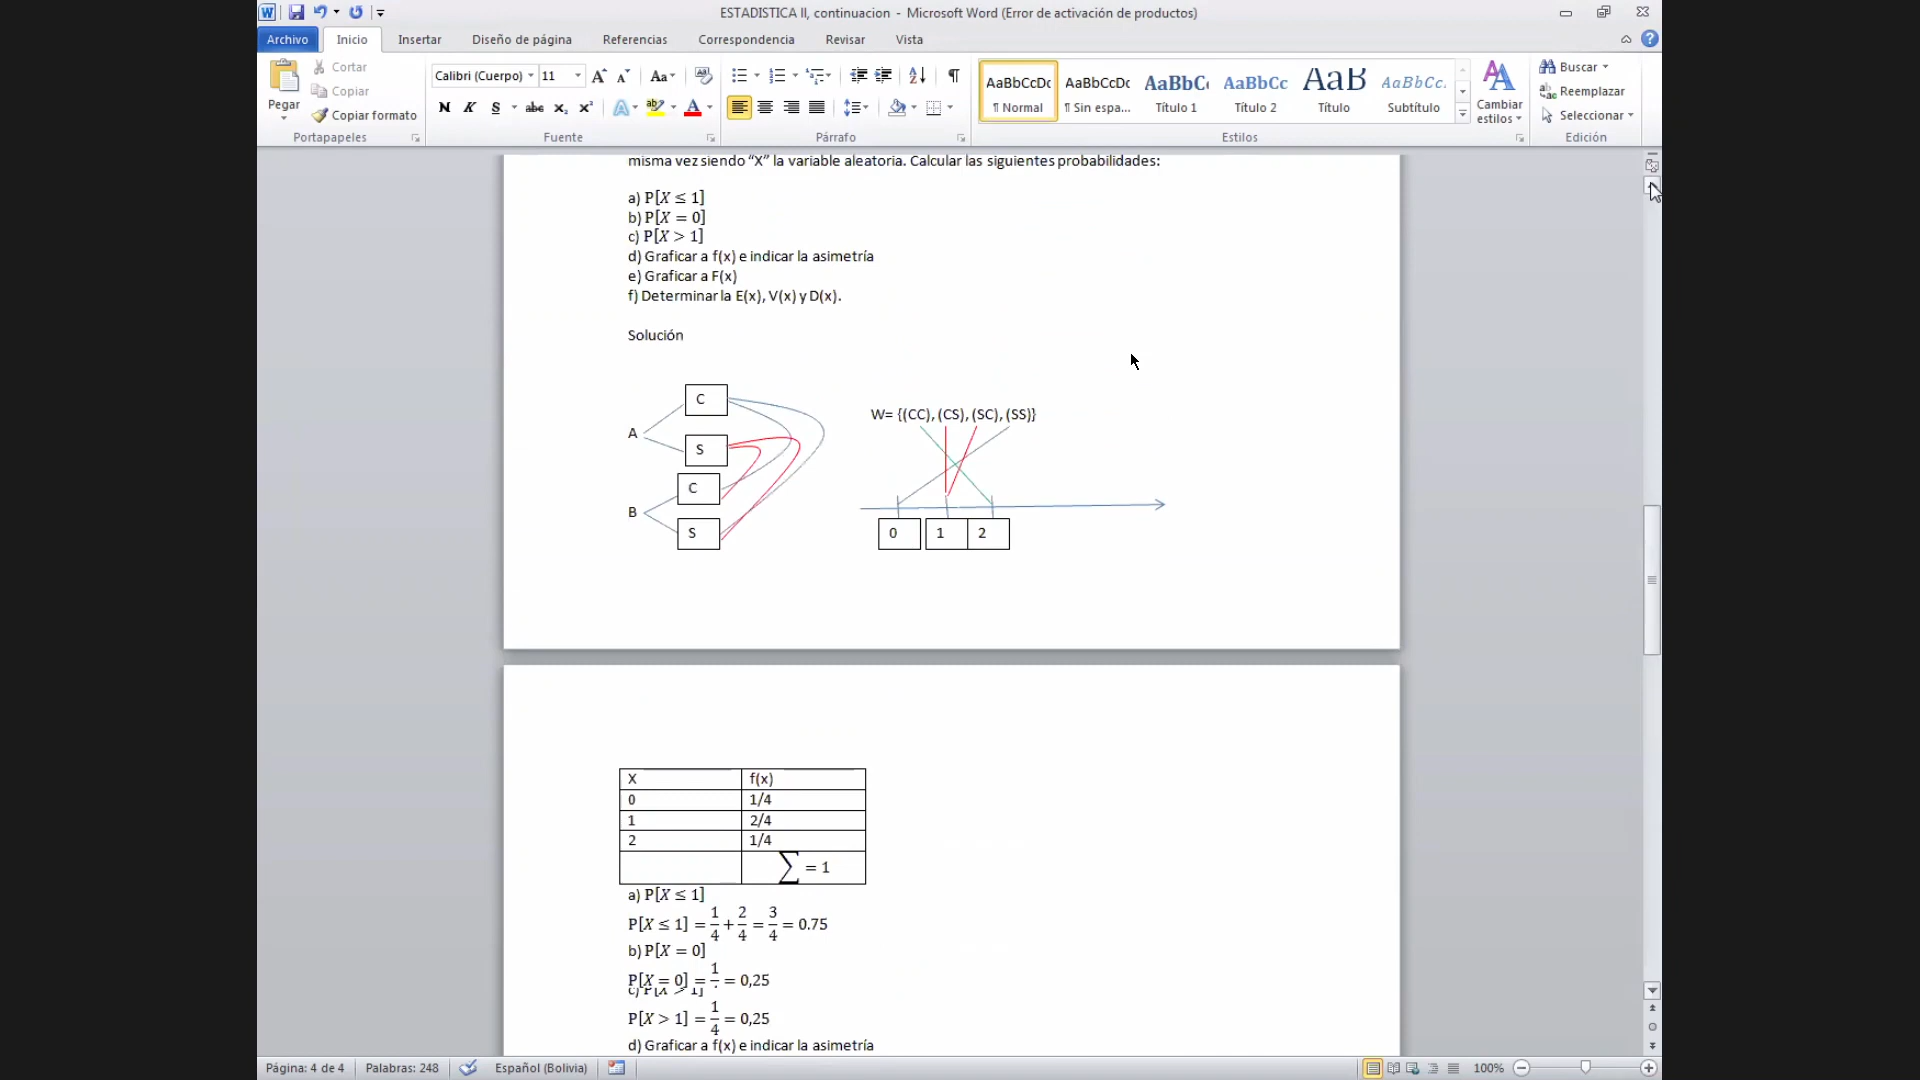 ESTADISTICA II, continuacion - Microsoft Word (Error de activación de productos)
Archivo Inicio Insertar Diseño de página Referencias Correspondencia Revisar Vista
Pegar
Cortar
Copiar
Copiar formato
Portapapeles
Calibri (Cuerpo) 11
N K S abc x₂ x²
Fuente
Párrafo
AaBbCcDc AaBbCcDc AaBbC AaBbCc AaB AaBbCc.
¶ Normal ¶ Sin espa... Título 1 Título 2 Título Subtítulo
Cambiar estilos
Estilos
Buscar
Reemplazar
Seleccionar
Edición
misma vez siendo “X” la variable aleatoria. Calcular las siguientes probabilidades:
a) P[X ≤ 1]
b) P[X = 0]
c) P[X > 1]
d) Graficar a f(x) e indicar la asimetría
e) Graficar a F(x)
f) Determinar la E(x), V(x) y D(x).
Solución
A
C
S
B
C
S
W= {(CC), (CS), (SC), (SS)}
0 1 2
X f(x)
0 1/4
1 2/4
2 1/4
∑ = 1
a) P[X ≤ 1]
P[X ≤ 1] = 1/4 + 2/4 = 3/4 = 0.75
b) P[X = 0]
P[X = 0] = 1/ = 0,25
c) P[X > 1]
P[X > 1] = 1/4 = 0,25
d) Graficar a f(x) e indicar la asimetría
Página: 4 de 4 Palabras: 248 Español (Bolivia) 100%